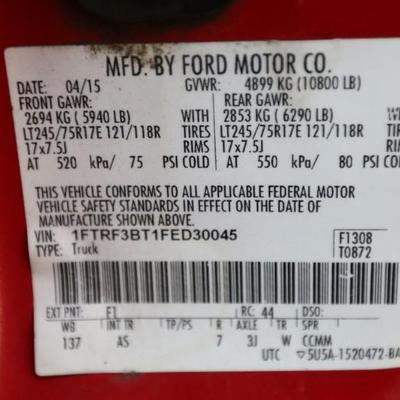 MFD. BY FORD MOTOR CO.
DATE: 04/15 GVWR: 4899 KG (10800 LB)
FRONT GAWR: REAR GAWR:
2694 KG ( 5940 LB) WITH 2853 KG ( 6290 LB)
LT245/75R17E 121/118R TIRES LT245/75R17E 121/118R
17x7.5J RIMS 17x7.5J
AT 520 kPa/ 75 PSI COLD AT 550 kPa/ 80 PSI COLD
THIS VEHICLE CONFORMS TO ALL APPLICABLE FEDERAL MOTOR
VEHICLE SAFETY STANDARDS IN EFFECT ON THE DATE OF
MANUFACTURE SHOWN ABOVE.
VIN: 1FTRF3BT1FED30045 F1308
TYPE: Truck T0872
EXT PNT: F1 RC: 44 DSO:
WB INT TR TP/PS R AXLE TR SPR
137 AS 7 3J W CCMM
UTC ▽5U5A-1520472-BA